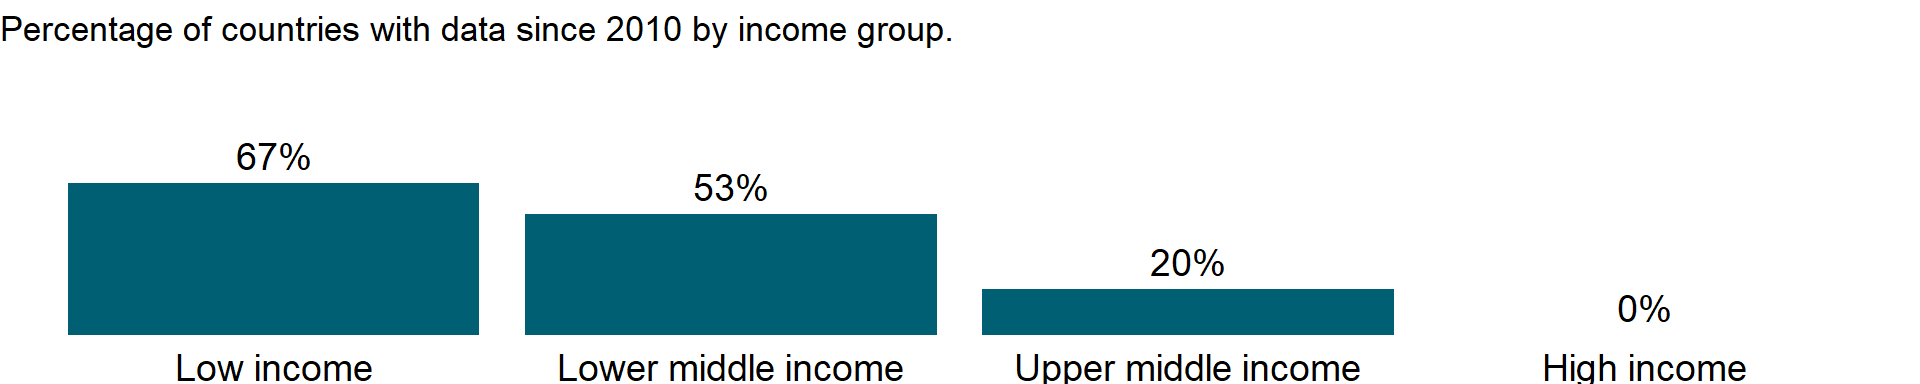 Percentage of countries with data since 2010 by income group.
67%
53%
20%
0%
Low income
Lower middle income
Upper middle income
High income